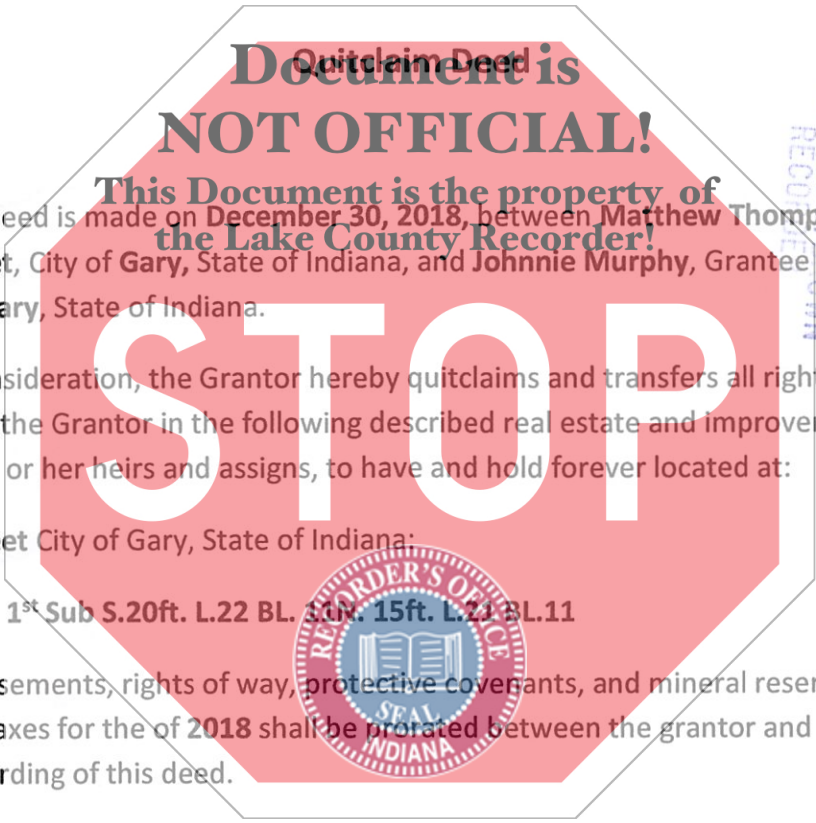 Quitclaim Deed
Document is
NOT OFFICIAL!
This Document is the property of
the Lake County Recorder!
eed is made on December 30, 2018, between Matthew Thomp
t, City of Gary, State of Indiana, and Johnnie Murphy, Grantee
ary, State of Indiana.
STOP
sideration, the Grantor hereby quitclaims and transfers all right
the Grantor in the following described real estate and improve
or her heirs and assigns, to have and hold forever located at:
et City of Gary, State of Indiana:
1st Sub S.20ft. L.22 BL. 11N. 15ft. L.21 BL.11
sements, rights of way, protective covenants, and mineral reser
axes for the of 2018 shall be prorated between the grantor and
rding of this deed.
RECORDER'S OFFICE
SEAL
INDIANA